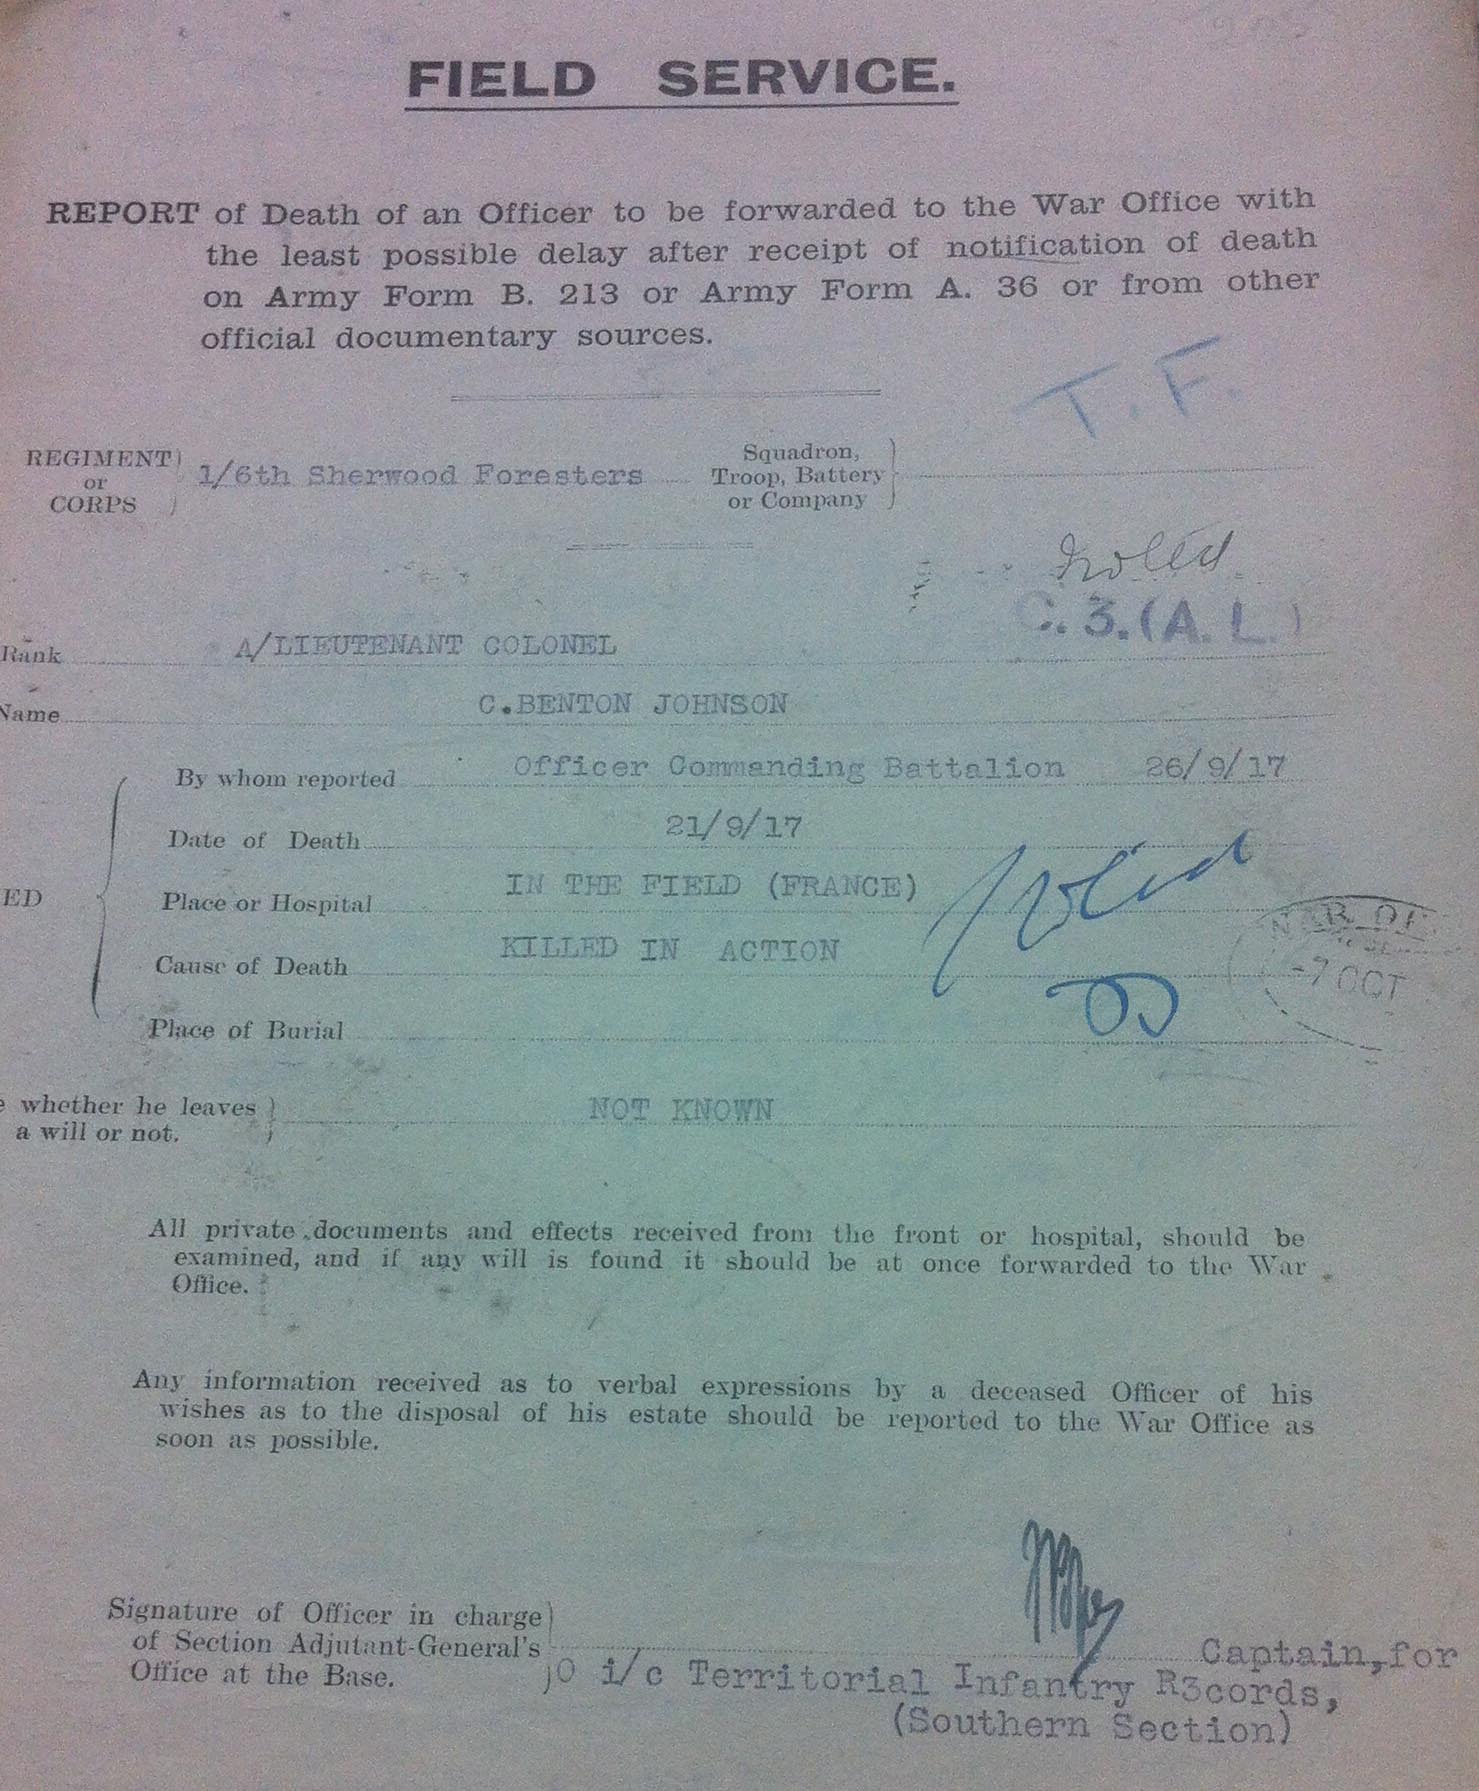 FIELD SERVICE.
REPORT of Death of an Officer to be forwarded to the War Office with
the least possible delay after receipt of notification of death
on Army Form B. 213 or Army Form A. 36 or from other
official documentary sources.
T.F.
REGIMENT
or
CORPS
1/6th Sherwood Foresters
Squadron,
Troop, Battery
or Company
Noted
C.3.(A.L.)
Rank A/LIEUTENANT COLONEL
Name C.BENTON JOHNSON
By whom reported Officer Commanding Battalion 26/9/17
Date of Death 21/9/17
ED
Place or Hospital IN THE FIELD (FRANCE)
Noted
WAR OF
-7 OCT
Cause of Death KILLED IN ACTION
Place of Burial
e whether he leaves
a will or not.
NOT KNOWN
All private documents and effects received from the front or hospital, should be
examined, and if any will is found it should be at once forwarded to the War
Office.
Any information received as to verbal expressions by a deceased Officer of his
wishes as to the disposal of his estate should be reported to the War Office as
soon as possible.
Signature of Officer in charge
of Section Adjutant-General's
Office at the Base.
Captain,for
O i/c Territorial Infantry R3cords,
(Southern Section)